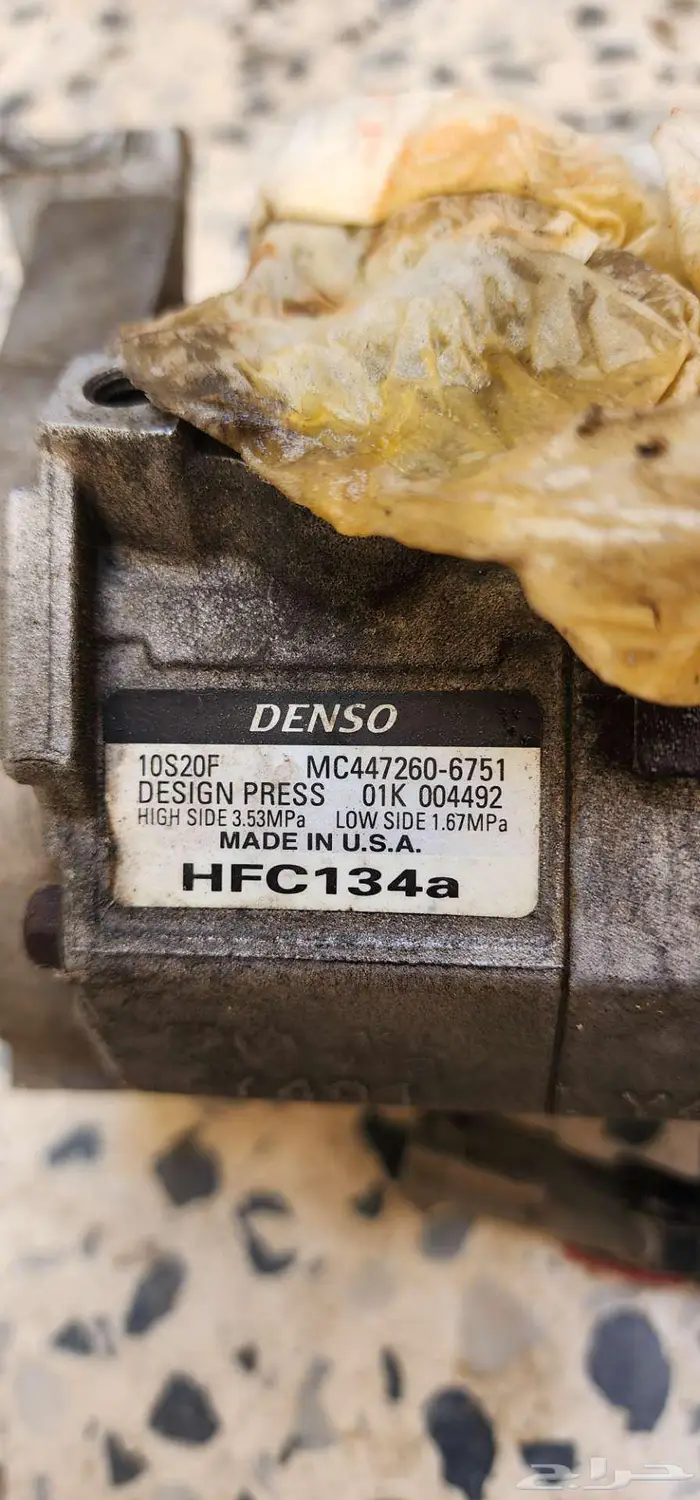 DENSO
10S20F MC447260-6751
DESIGN PRESS 01K 004492
HIGH SIDE 3.53MPa LOW SIDE 1.67MPa
MADE IN U.S.A.
HFC134a
حراج